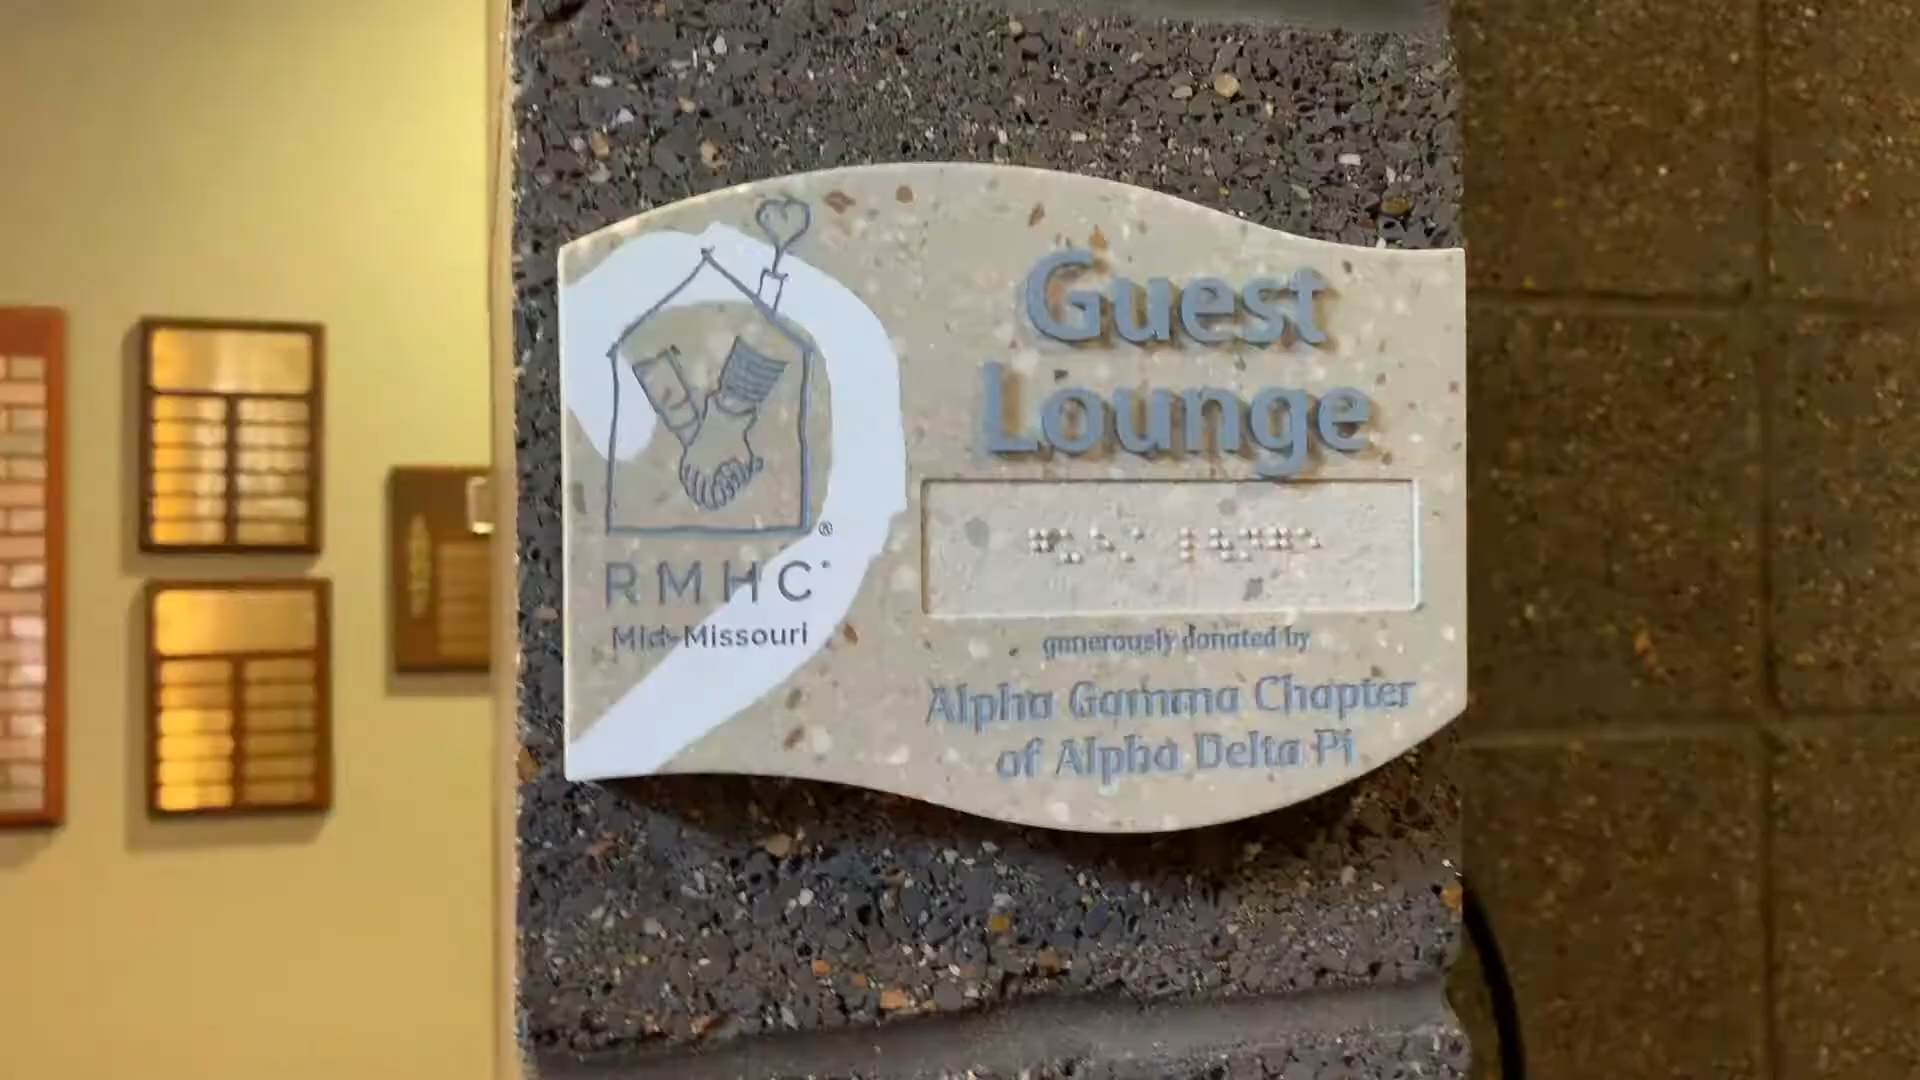 Guest
Lounge
generously donated by
Alpha Gamma Chapter
of Alpha Delta Pi
RMHC
Mid-Missouri